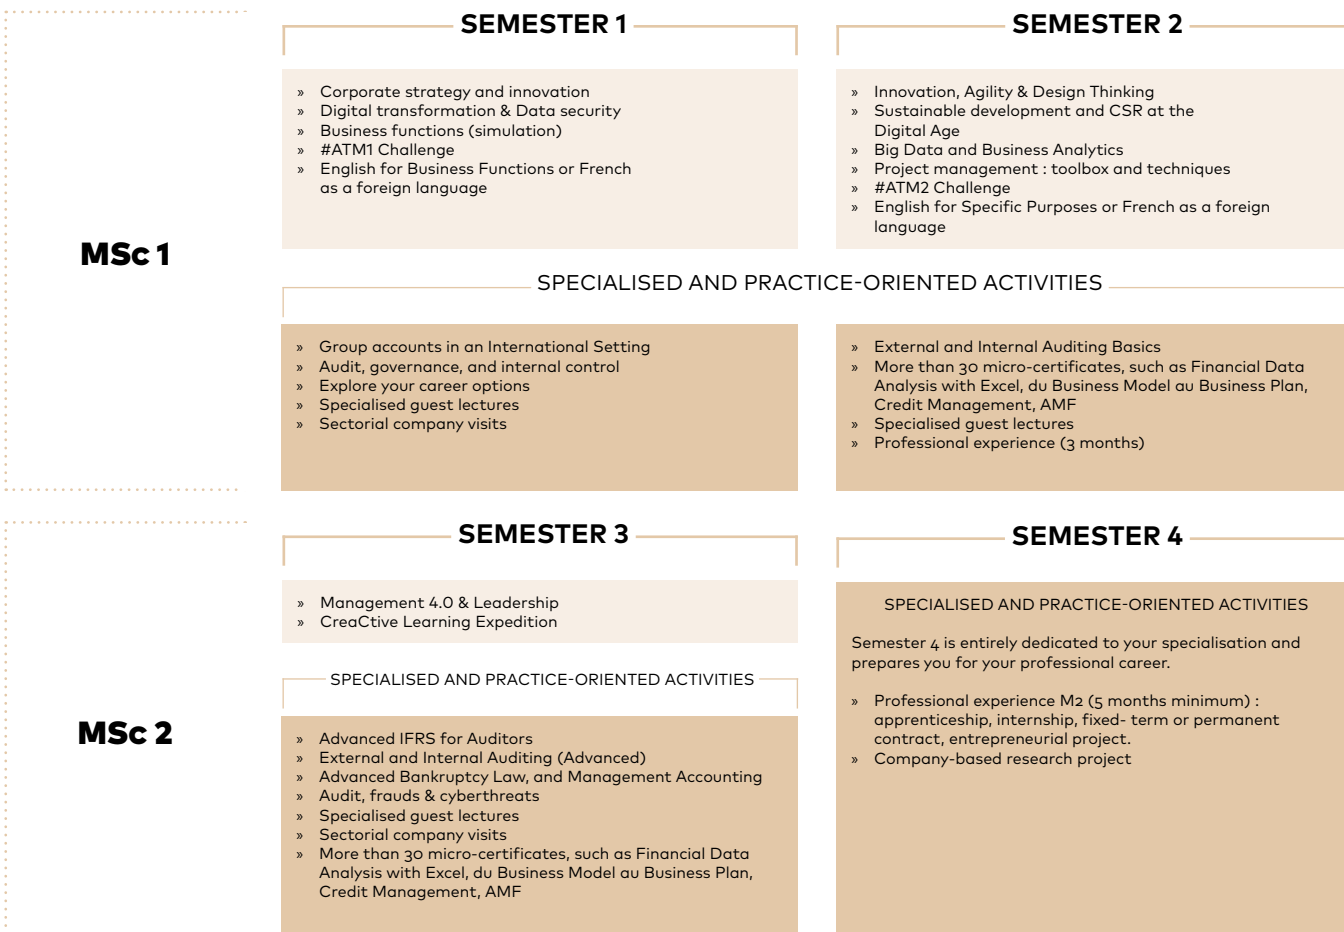 MSc 1
SEMESTER 1
» Corporate strategy and innovation
» Digital transformation & Data security
» Business functions (simulation)
» #ATM1 Challenge
» English for Business Functions or French
as a foreign language
SEMESTER 2
» Innovation, Agility & Design Thinking
» Sustainable development and CSR at the
Digital Age
» Big Data and Business Analytics
» Project management : toolbox and techniques
» #ATM2 Challenge
» English for Specific Purposes or French as a foreign
language
SPECIALISED AND PRACTICE-ORIENTED ACTIVITIES
» Group accounts in an International Setting
» Audit, governance, and internal control
» Explore your career options
» Specialised guest lectures
» Sectorial company visits
» External and Internal Auditing Basics
» More than 30 micro-certificates, such as Financial Data
Analysis with Excel, du Business Model au Business Plan,
Credit Management, AMF
» Specialised guest lectures
» Professional experience (3 months)
MSc 2
SEMESTER 3
» Management 4.0 & Leadership
» CreaCtive Learning Expedition
SPECIALISED AND PRACTICE-ORIENTED ACTIVITIES
» Advanced IFRS for Auditors
» External and Internal Auditing (Advanced)
» Advanced Bankruptcy Law, and Management Accounting
» Audit, frauds & cyberthreats
» Specialised guest lectures
» Sectorial company visits
» More than 30 micro-certificates, such as Financial Data
Analysis with Excel, du Business Model au Business Plan,
Credit Management, AMF
SEMESTER 4
SPECIALISED AND PRACTICE-ORIENTED ACTIVITIES
Semester 4 is entirely dedicated to your specialisation and
prepares you for your professional career.
» Professional experience M2 (5 months minimum) :
apprenticeship, internship, fixed- term or permanent
contract, entrepreneurial project.
» Company-based research project